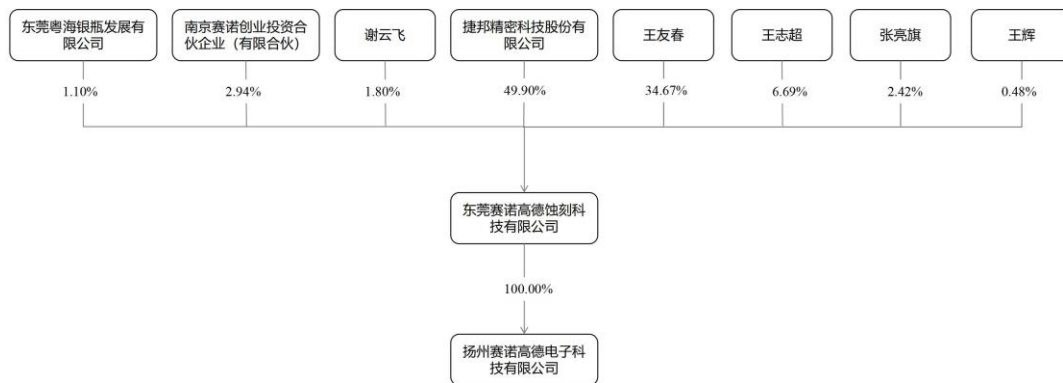 东莞粤海银瓶发展有
限公司
南京赛诺创业投资合
伙企业（有限合伙）
谢云飞
捷邦精密科技股份有
限公司
王友春
王志超
张亮旗
王辉
1.10%
2.94%
1.80%
49.90%
34.67%
6.69%
2.42%
0.48%
东莞赛诺高德蚀刻科
技有限公司
100.00%
扬州赛诺高德电子科
技有限公司